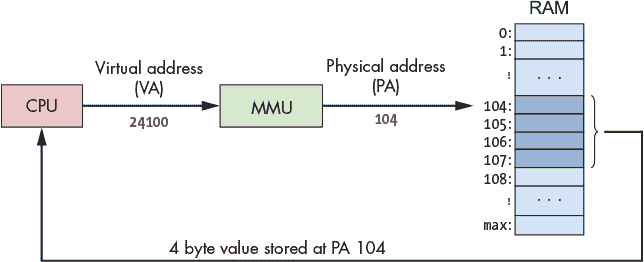 RAM
0:
1:
⋮
. . .
Virtual address
(VA)
Physical address
(PA)
CPU
MMU
24100
104
104:
105:
106:
107:
108:
⋮
. . .
max:
4 byte value stored at PA 104